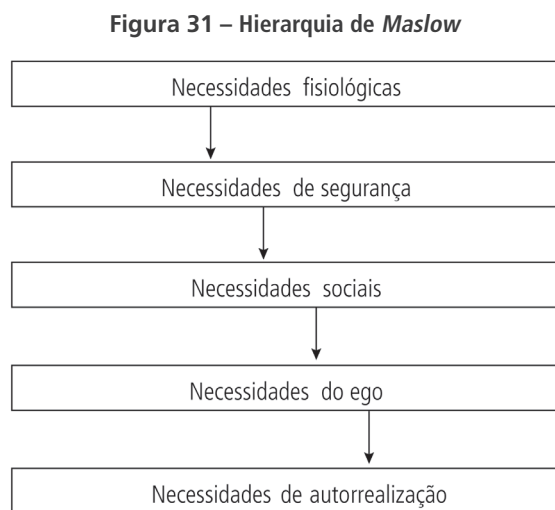 Figura 31 – Hierarquia de Maslow
Necessidades fisiológicas
Necessidades de segurança
Necessidades sociais
Necessidades do ego
Necessidades de autorrealização